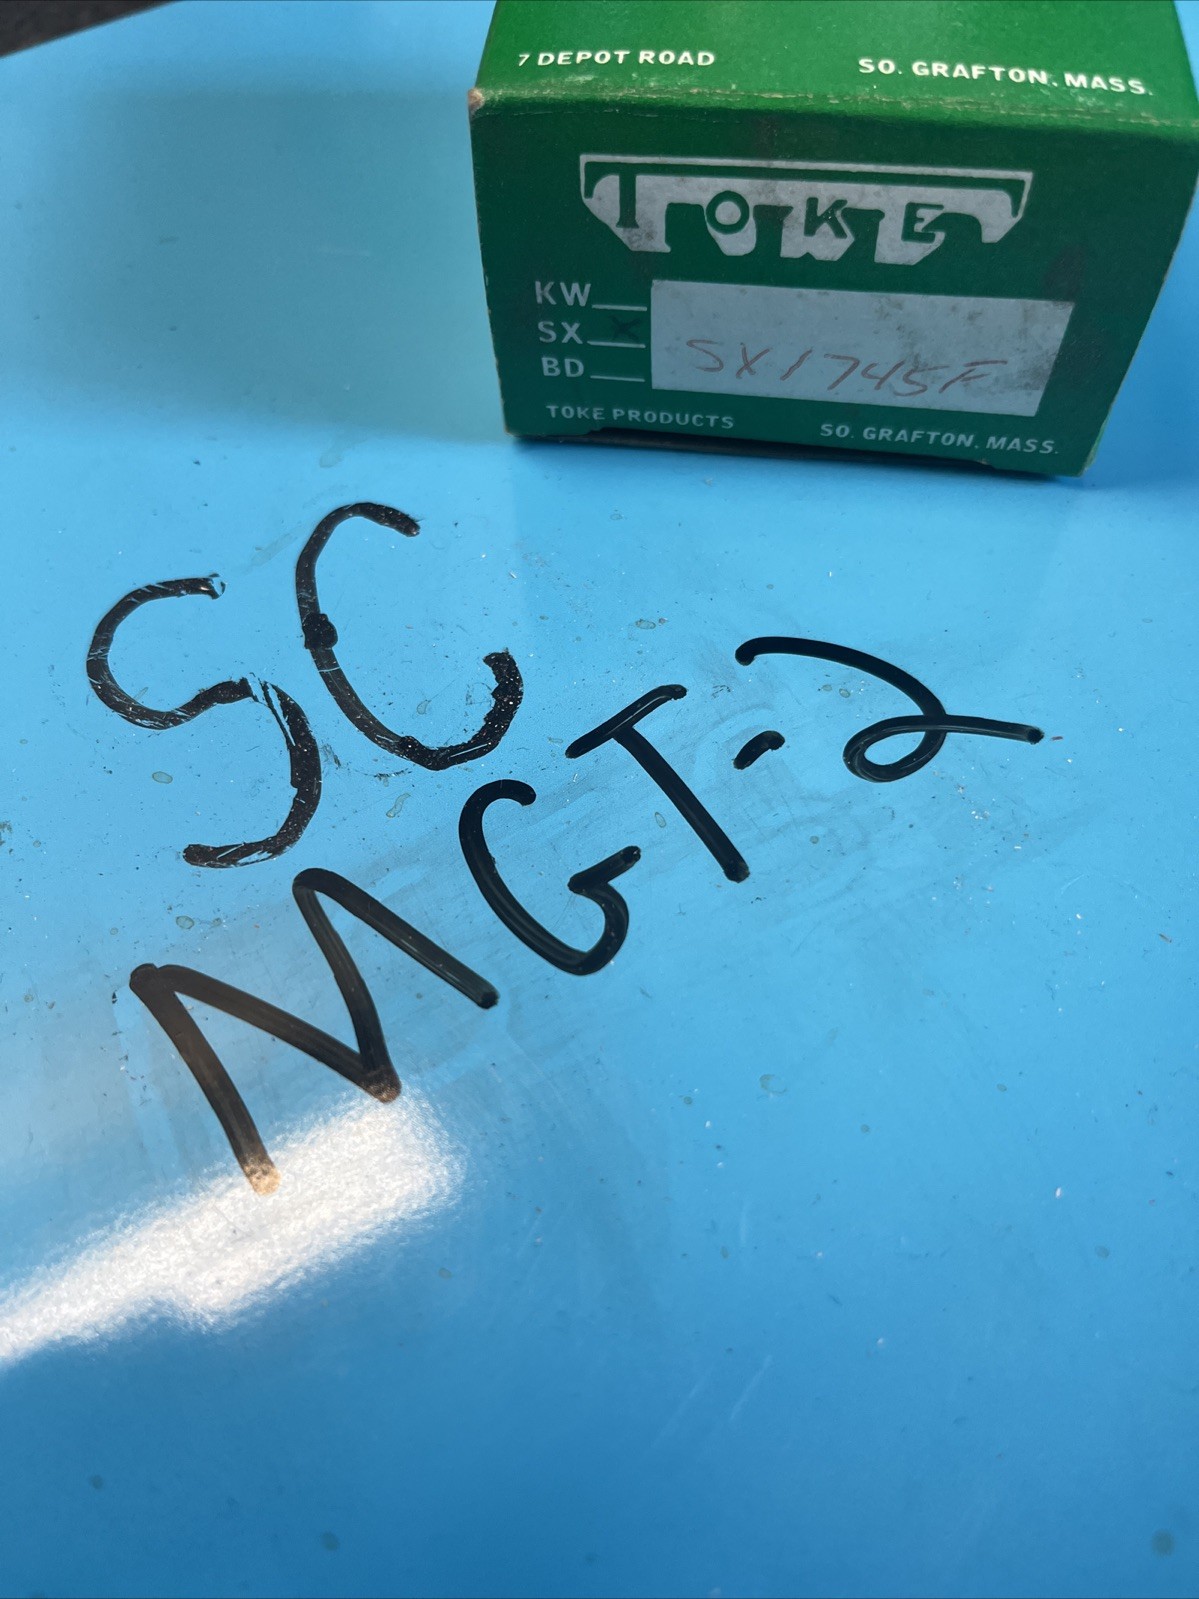 7 DEPOT ROAD SO. GRAFTON, MASS.
TOKE
KW
SX X
BD
SX1745F
TOKE PRODUCTS SO. GRAFTON, MASS.
SC
MGT-2